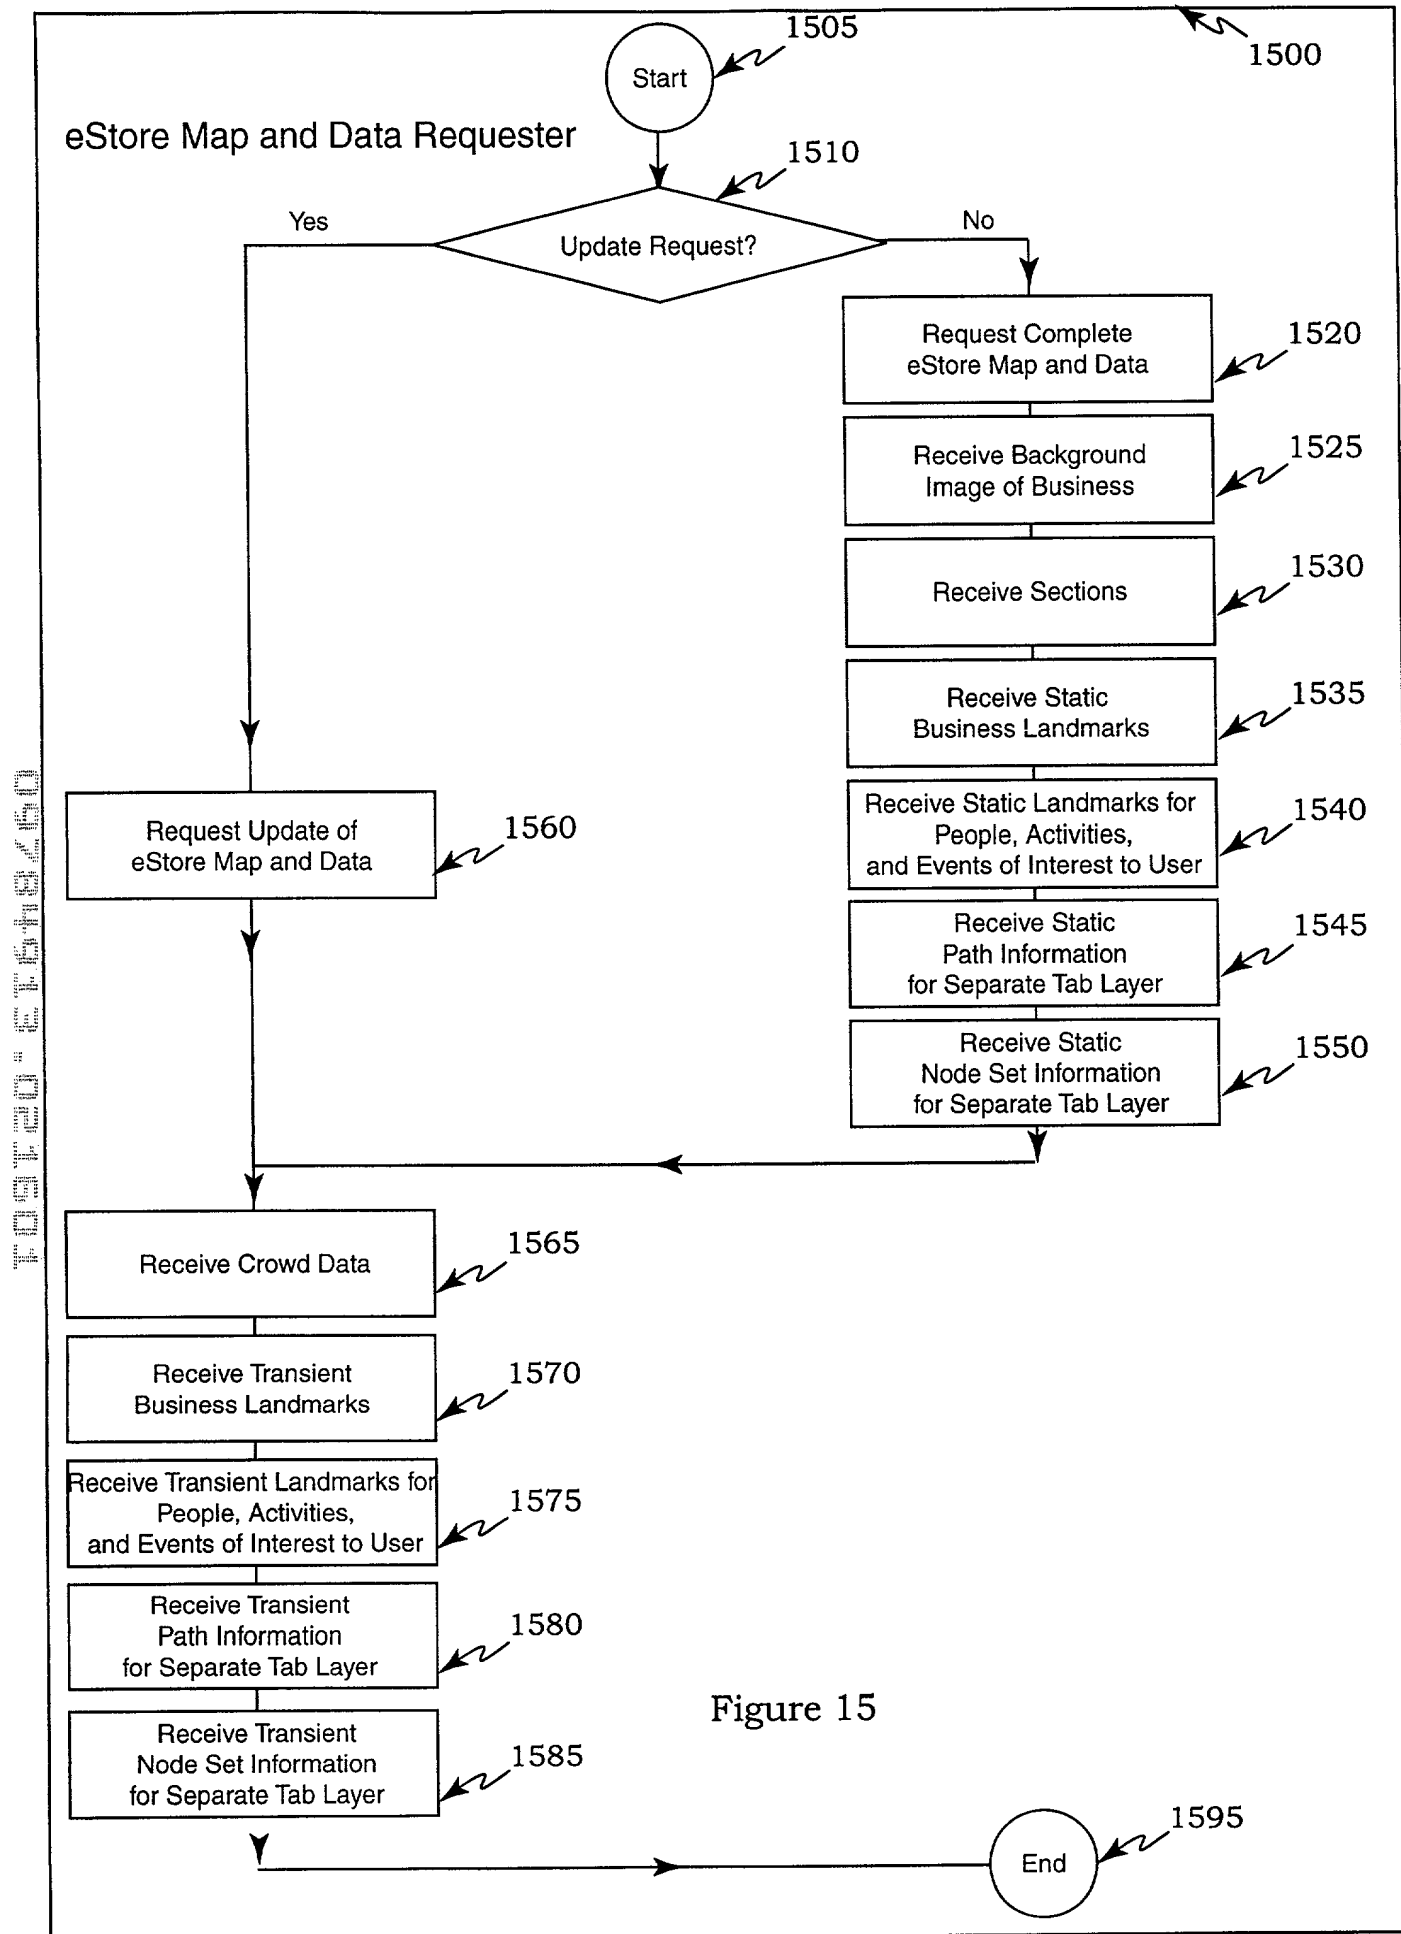 1505
1500
Start
eStore Map and Data Requester
1510
Yes
No
Update Request?
Request Complete
eStore Map and Data
1520
Receive Background
Image of Business
1525
Receive Sections
1530
Receive Static
Business Landmarks
1535
Receive Static Landmarks for
People, Activities,
and Events of Interest to User
1540
Request Update of
eStore Map and Data
1560
Receive Static
Path Information
for Separate Tab Layer
1545
Receive Static
Node Set Information
for Separate Tab Layer
1550
Receive Crowd Data
1565
Receive Transient
Business Landmarks
1570
Receive Transient Landmarks for
People, Activities,
and Events of Interest to User
1575
Receive Transient
Path Information
for Separate Tab Layer
1580
Figure 15
Receive Transient
Node Set Information
for Separate Tab Layer
1585
1595
End